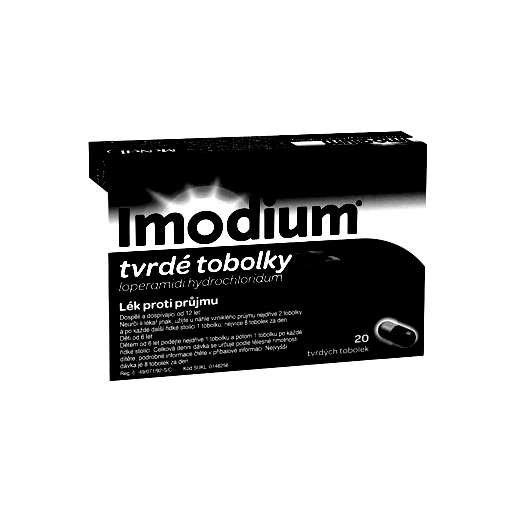 Imodium®
tvrdé tobolky
loperamidi hydrochloridum
Lék proti průjmu
Dospělí a dospívající od 12 let
Neurčí-li lékař jinak, užijte u náhle vzniklého průjmu nejdříve 2 tobolky
a po každé další řídké stolici 1 tobolku, nejvíce 8 tobolek za den.
Děti od 6 let
Dětem od 6 let podejte nejdříve 1 tobolku a potom 1 tobolku po každé
řídké stolici. Celková denní dávka se určuje podle tělesné hmotnosti
dítěte, podrobné informace čtěte v příbalové informaci. Nejvyšší
dávka je 8 tobolek za den.
Reg. č.: 49/071/92-S/C Kód SÚKL: 0146256
20
tvrdých tobolek